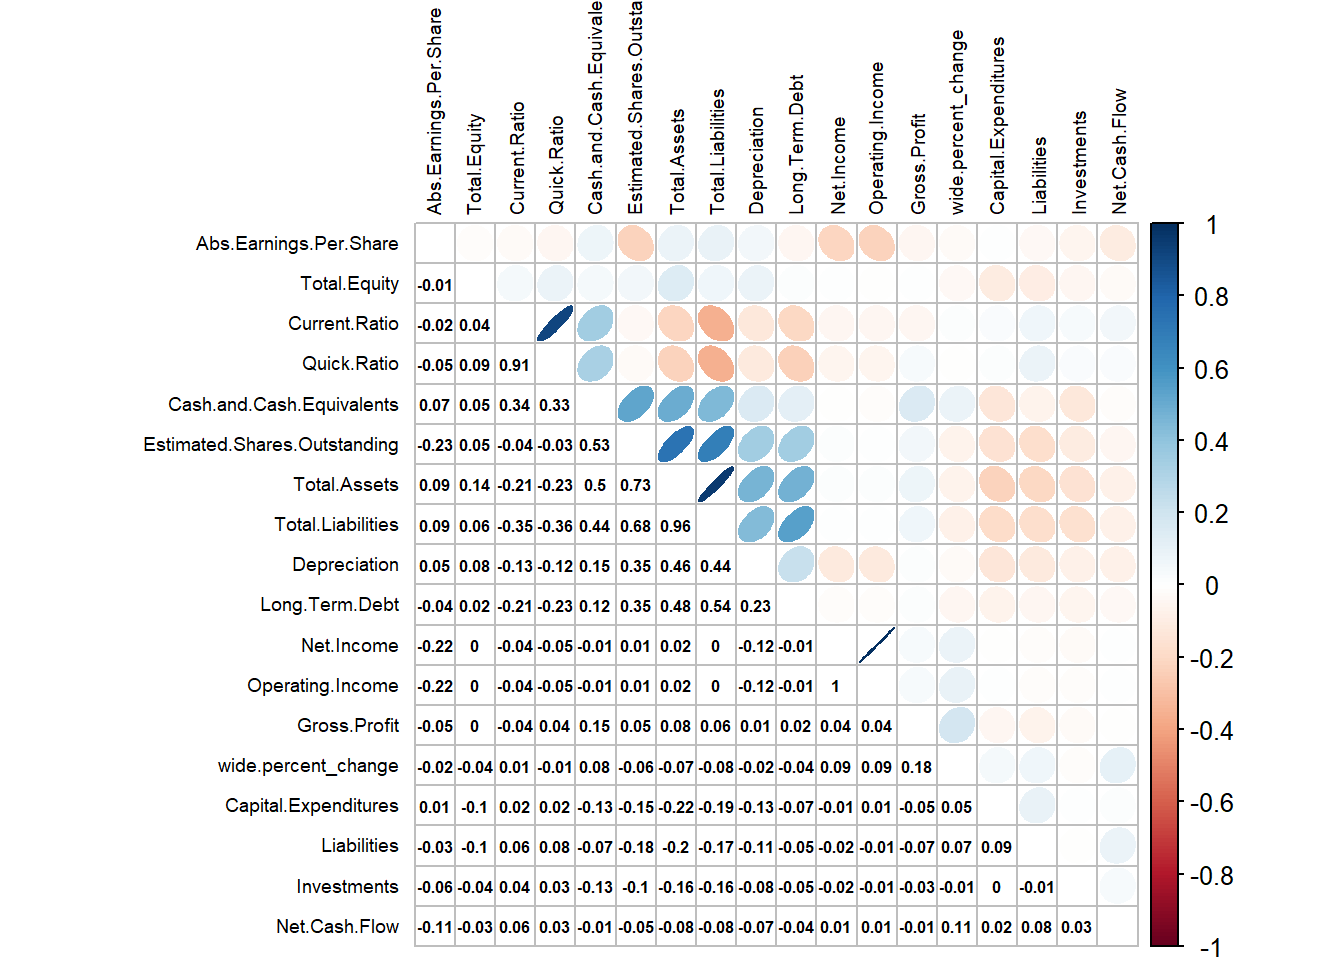 Abs.Earnings.Per.Share
Total.Equity
Current.Ratio
Quick.Ratio
Cash.and.Cash.Equivale
Estimated.Shares.Outsta
Total.Assets
Total.Liabilities
Depreciation
Long.Term.Debt
Net.Income
Operating.Income
Gross.Profit
wide.percent_change
Capital.Expenditures
Liabilities
Investments
Net.Cash.Flow
Abs.Earnings.Per.Share
Total.Equity -0.01
Current.Ratio -0.02 0.04
Quick.Ratio -0.05 0.09 0.91
Cash.and.Cash.Equivalents 0.07 0.05 0.34 0.33
Estimated.Shares.Outstanding -0.23 0.05 -0.04 -0.03 0.53
Total.Assets 0.09 0.14 -0.21 -0.23 0.5 0.73
Total.Liabilities 0.09 0.06 -0.35 -0.36 0.44 0.68 0.96
Depreciation 0.05 0.08 -0.13 -0.12 0.15 0.35 0.46 0.44
Long.Term.Debt -0.04 0.02 -0.21 -0.23 0.12 0.35 0.48 0.54 0.23
Net.Income -0.22 0 -0.04 -0.05 -0.01 0.01 0.02 0 -0.12 -0.01
Operating.Income -0.22 0 -0.04 -0.05 -0.01 0.01 0.02 0 -0.12 -0.01 1
Gross.Profit -0.05 0 -0.04 0.04 0.15 0.05 0.08 0.06 0.01 0.02 0.04 0.04
wide.percent_change -0.02 -0.04 0.01 -0.01 0.08 -0.06 -0.07 -0.08 -0.02 -0.04 0.09 0.09 0.18
Capital.Expenditures 0.01 -0.1 0.02 0.02 -0.13 -0.15 -0.22 -0.19 -0.13 -0.07 -0.01 0.01 -0.05 0.05
Liabilities -0.03 -0.1 0.06 0.08 -0.07 -0.18 -0.2 -0.17 -0.11 -0.05 -0.02 -0.01 -0.07 0.07 0.09
Investments -0.06 -0.04 0.04 0.03 -0.13 -0.1 -0.16 -0.16 -0.08 -0.05 -0.02 -0.01 -0.03 -0.01 0 -0.01
Net.Cash.Flow -0.11 -0.03 0.06 0.03 -0.01 -0.05 -0.08 -0.08 -0.07 -0.04 0.01 0.01 -0.01 0.11 0.02 0.08 0.03
1
0.8
0.6
0.4
0.2
0
-0.2
-0.4
-0.6
-0.8
-1